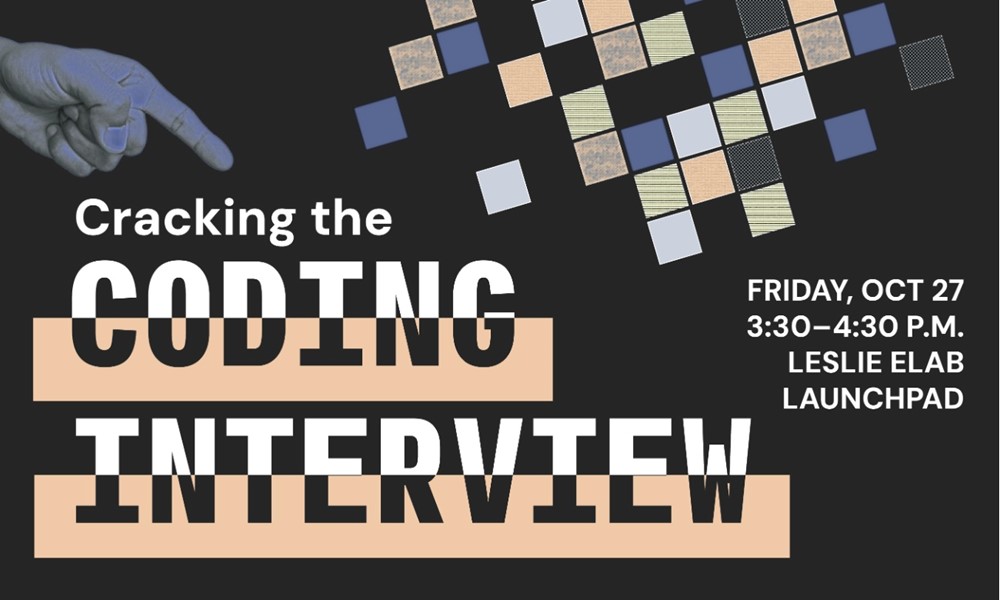 Cracking the
CODING
INTERVIEW
FRIDAY, OCT 27
3:30–4:30 P.M.
LESLIE ELAB
LAUNCHPAD